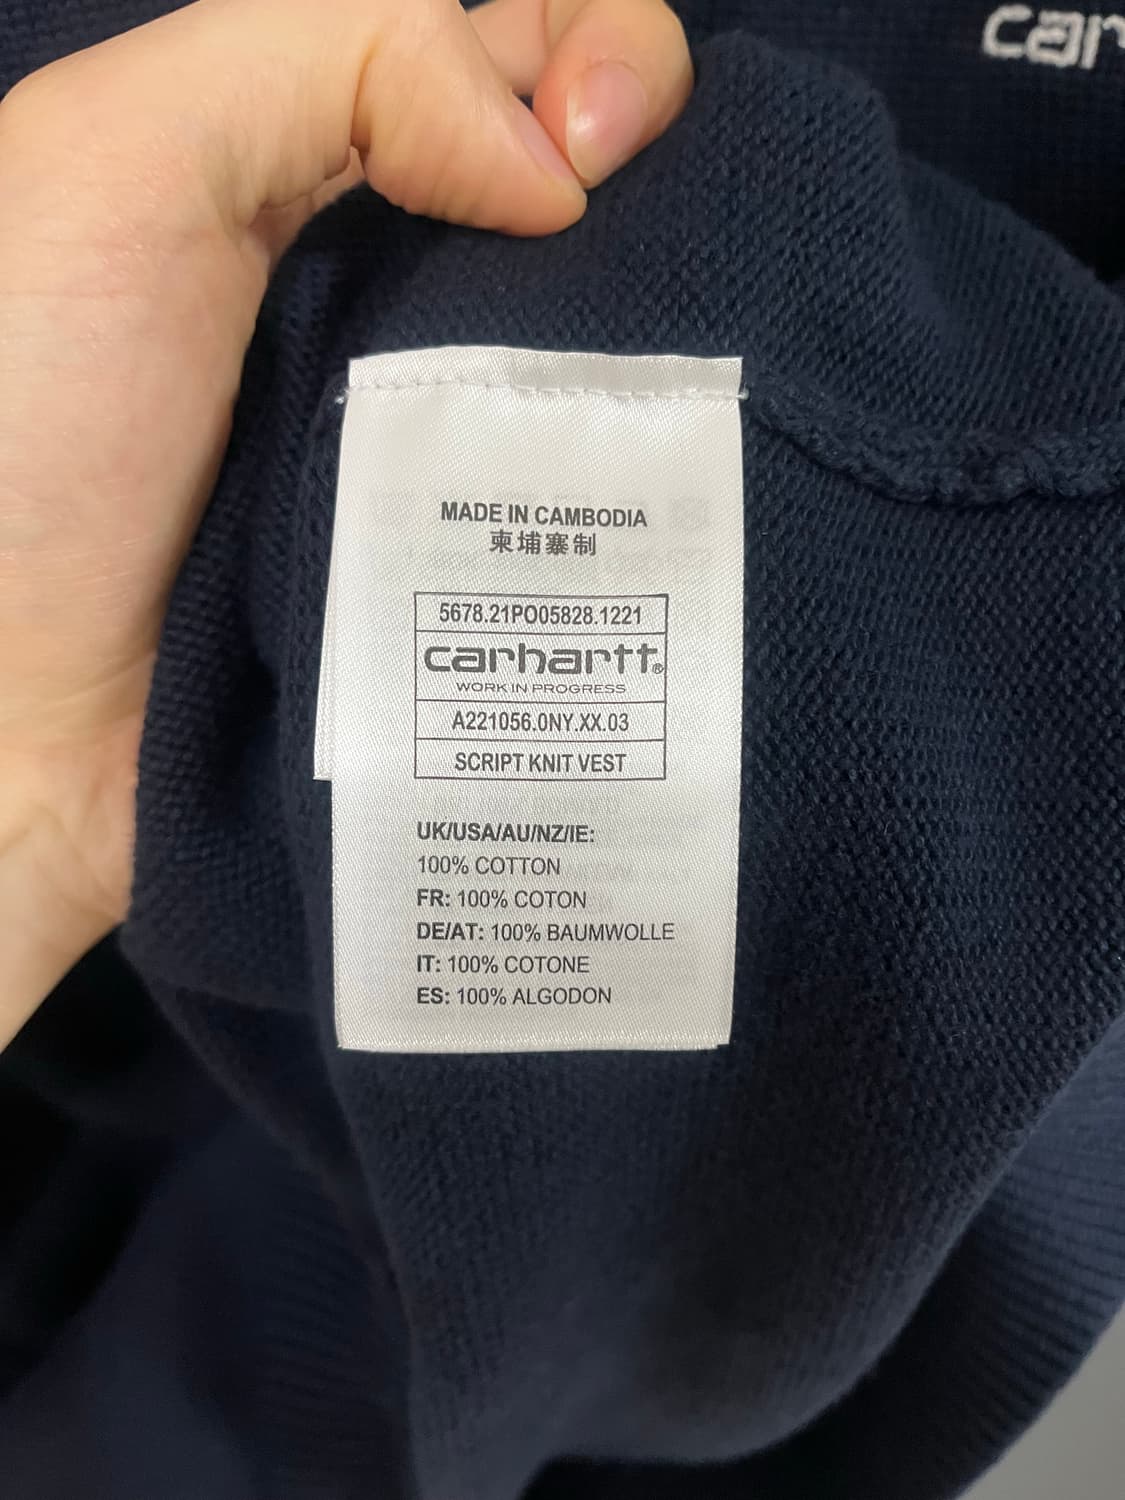 car
MADE IN CAMBODIA
柬埔寨制
5678.21PO05828.1221
carhartt®
WORK IN PROGRESS
A221056.0NY.XX.03
SCRIPT KNIT VEST
UK/USA/AU/NZ/IE:
100% COTTON
FR: 100% COTON
DE/AT: 100% BAUMWOLLE
IT: 100% COTONE
ES: 100% ALGODON